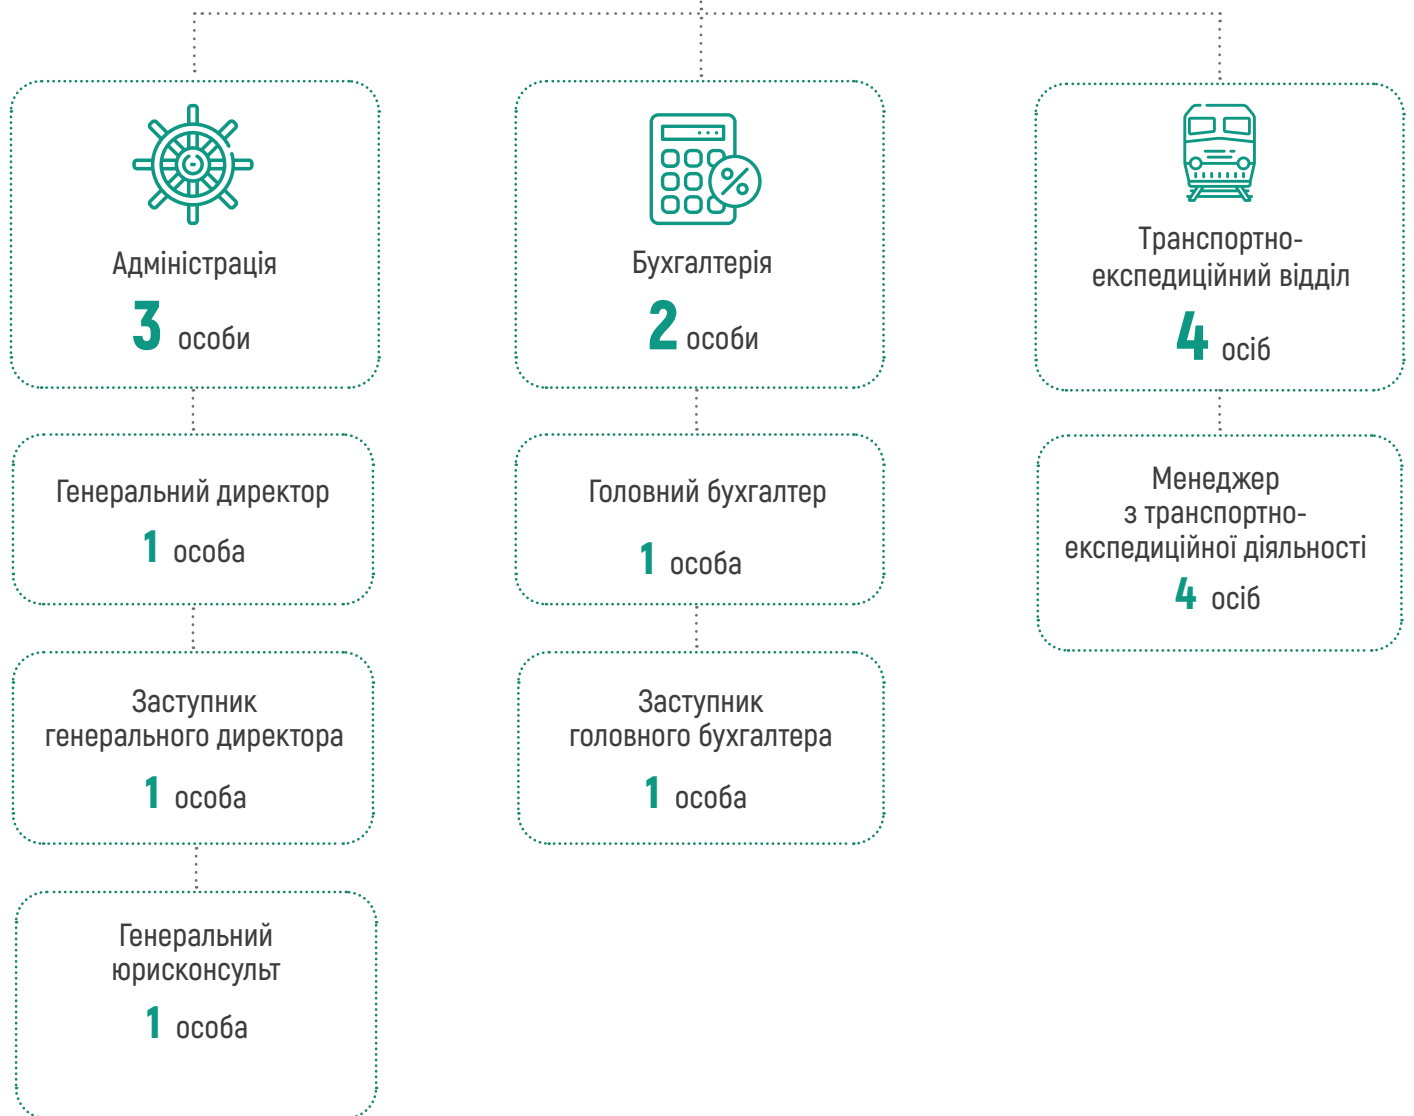 Адміністрація
3 особи
Генеральний директор
1 особа
Заступник
генерального директора
1 особа
Генеральний
юрисконсульт
1 особа
Бухгалтерія
2 особи
Головний бухгалтер
1 особа
Заступник
головного бухгалтера
1 особа
Транспортно-
експедиційний відділ
4 осіб
Менеджер
з транспортно-
експедиційної діяльності
4 осіб